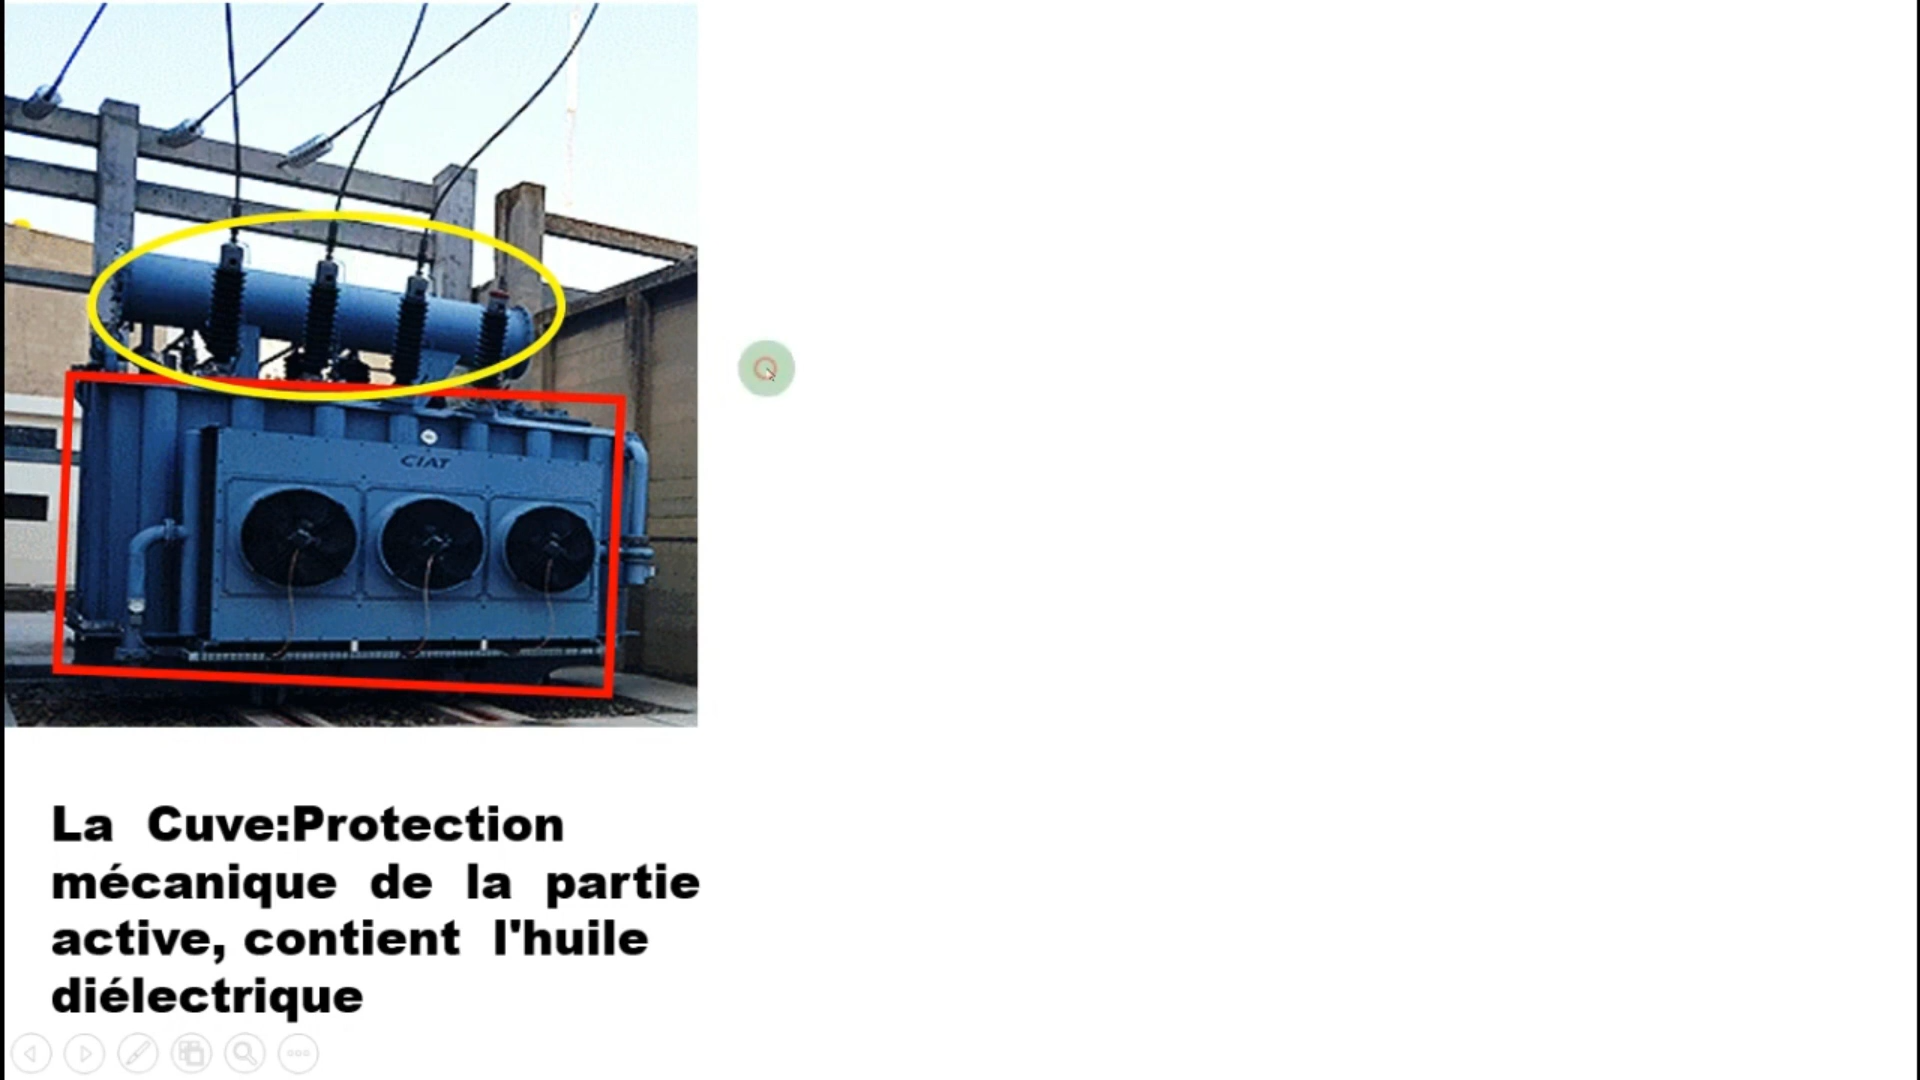 CIAT
La Cuve:Protection
mécanique de la partie
active, contient l'huile
diélectrique